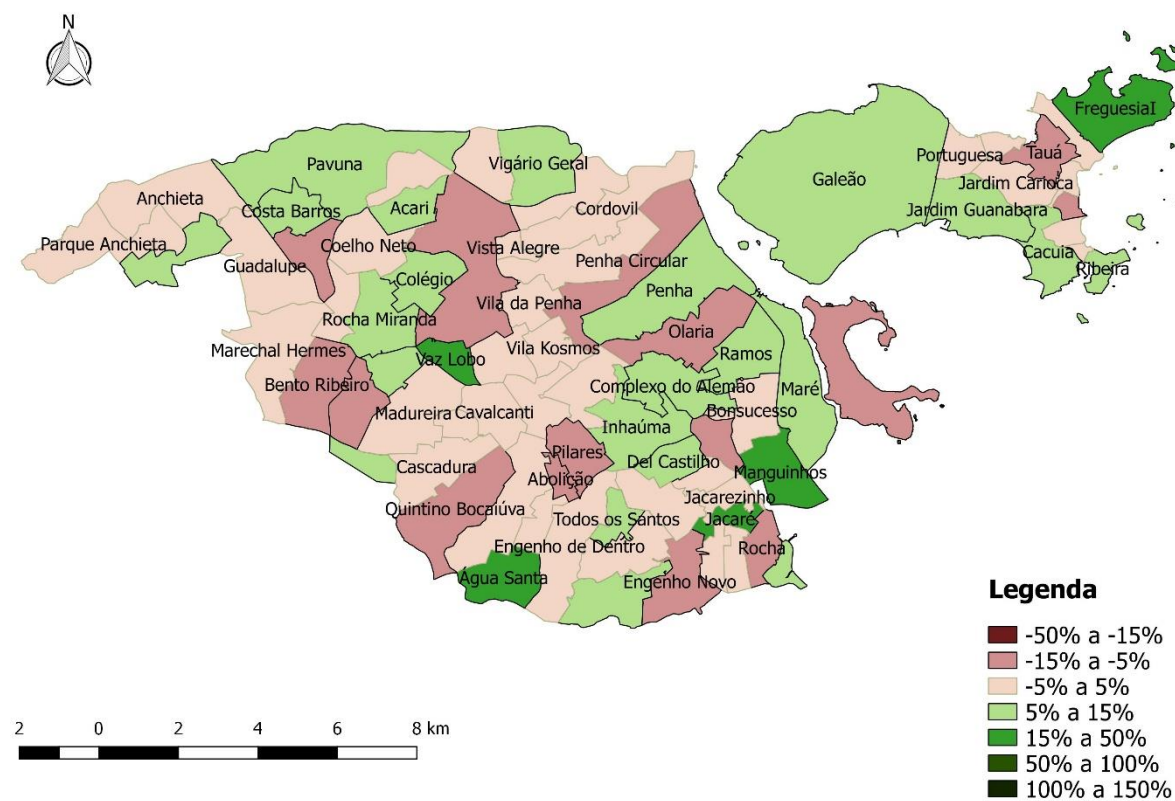 N
FreguesiaI
Vigário Geral
Pavuna
Portuguesa
Tauá
Galeão
Jardim Carioca
Anchieta
Costa Barros
Acari
Cordovil
Jardim Guanabara
Parque Anchieta
Coelho Neto
Vista Alegre
Guadalupe
Penha Circular
Cacuia
Ribeira
Colégio
Penha
Vila da Penha
Rocha Miranda
Olaria
Marechal Hermes
Vaz Lobo
Vila Kosmos
Ramos
Bento Ribeiro
Complexo do Alemão
Maré
Madureira
Cavalcanti
Bonsucesso
Inhaúma
Pilares
Cascadura
Del Castilho
Manguinhos
Abolição
Jacarezinho
Quintino Bocaiúva
Todos os Santos
Jacaré
Engenho de Dentro
Rocha
Água Santa
Engenho Novo
Legenda
-50% a -15%
-15% a -5%
-5% a 5%
5% a 15%
15% a 50%
50% a 100%
100% a 150%
2 0 2 4 6 8 km